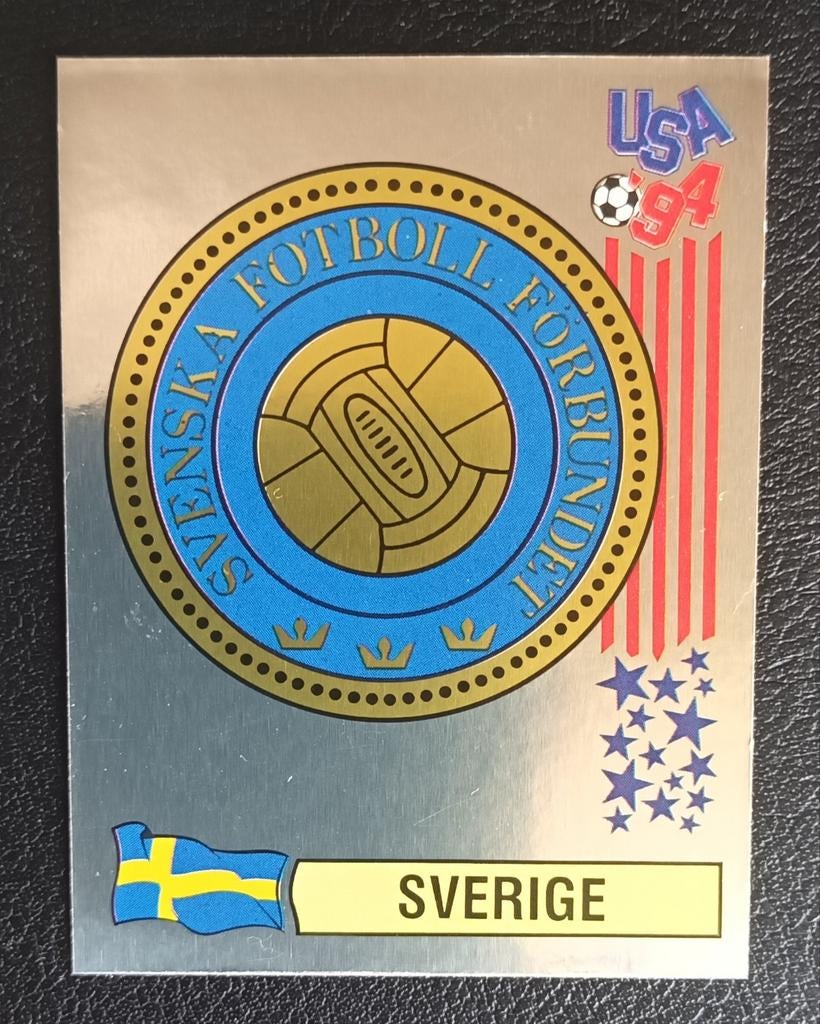 USA
'94
SVENSKA FOTBOLL FÖRBUNDET
SVERIGE